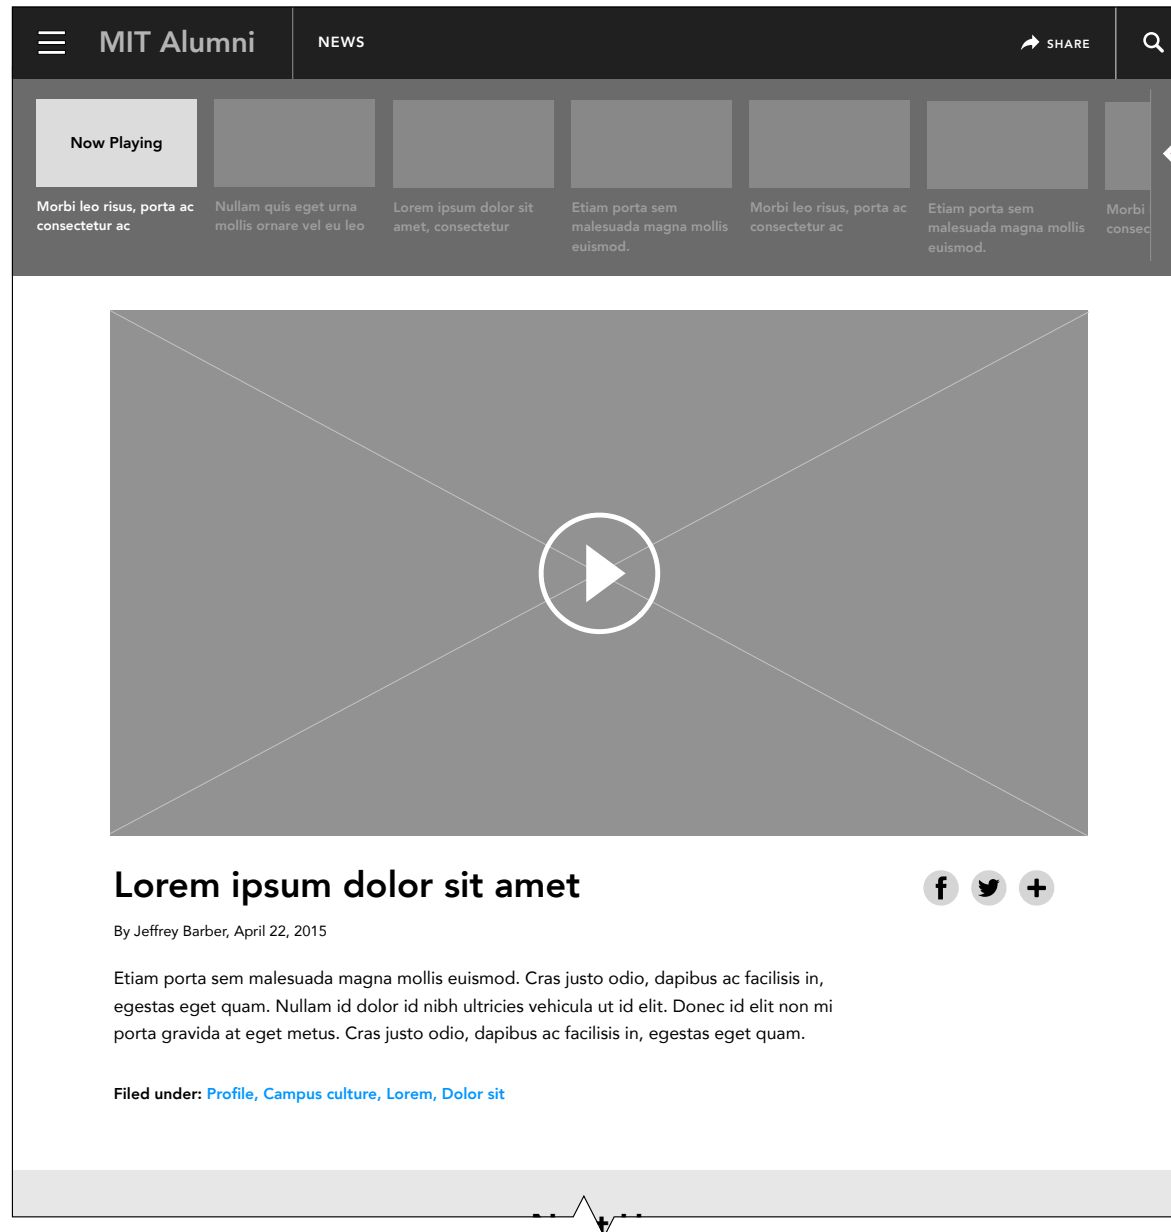 MIT Alumni
NEWS
SHARE
Now Playing
Morbi leo risus, porta ac
consectetur ac
Nullam quis eget urna
mollis ornare vel eu leo
Lorem ipsum dolor sit
amet, consectetur
Etiam porta sem
malesuada magna mollis
euismod.
Morbi leo risus, porta ac
consectetur ac
Etiam porta sem
malesuada magna mollis
euismod.
Morbi
consec
Lorem ipsum dolor sit amet
By Jeffrey Barber, April 22, 2015
Etiam porta sem malesuada magna mollis euismod. Cras justo odio, dapibus ac facilisis in,
egestas eget quam. Nullam id dolor id nibh ultricies vehicula ut id elit. Donec id elit non mi
porta gravida at eget metus. Cras justo odio, dapibus ac facilisis in, egestas eget quam.
Filed under: Profile, Campus culture, Lorem, Dolor sit